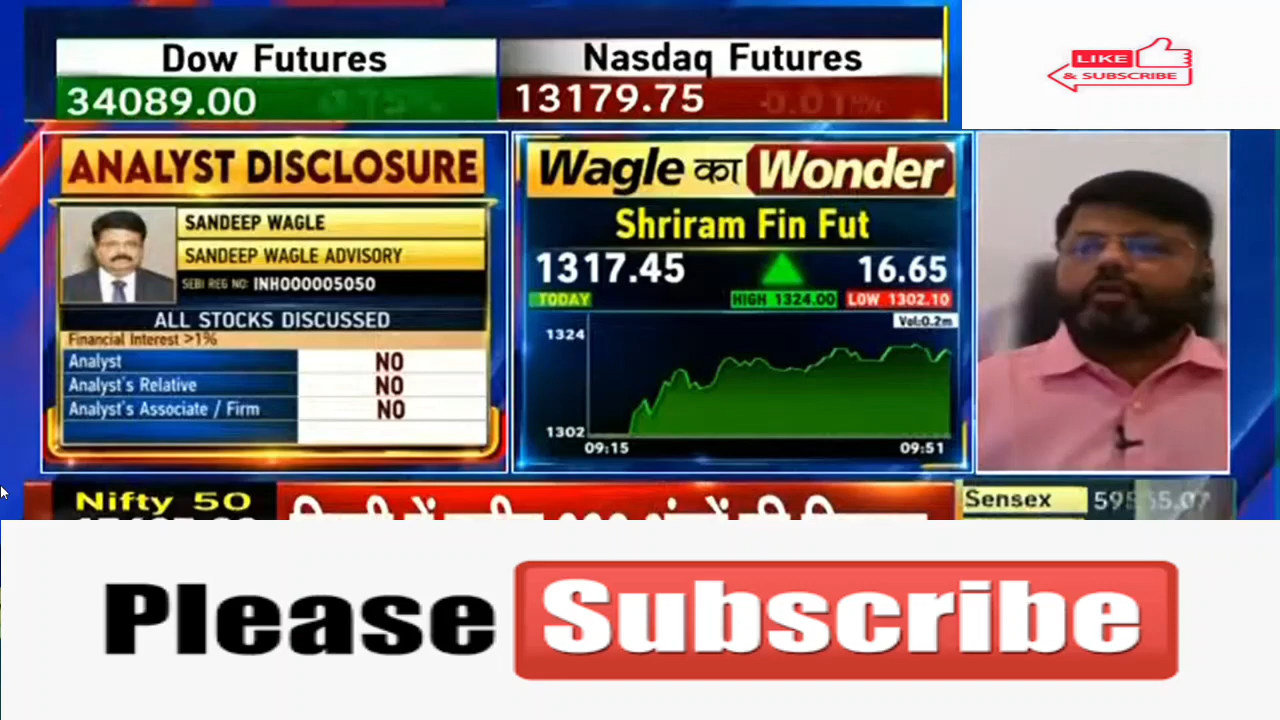 Dow Futures
34089.00
Nasdaq Futures
13179.75
-0.01%
LIKE
& SUBSCRIBE
ANALYST DISCLOSURE
SANDEEP WAGLE
SANDEEP WAGLE ADVISORY
SEBI REG NO: INH000005050
ALL STOCKS DISCUSSED
Financial Interest >1%
Analyst NO
Analyst's Relative NO
Analyst's Associate / Firm NO
Wagle का Wonder
Shriram Fin Fut
1317.45 16.65
TODAY HIGH 1324.00 LOW 1302.10
Vol:0.2m
1324
1302
09:15 09:51
Nifty 50
Sensex
Please Subscribe